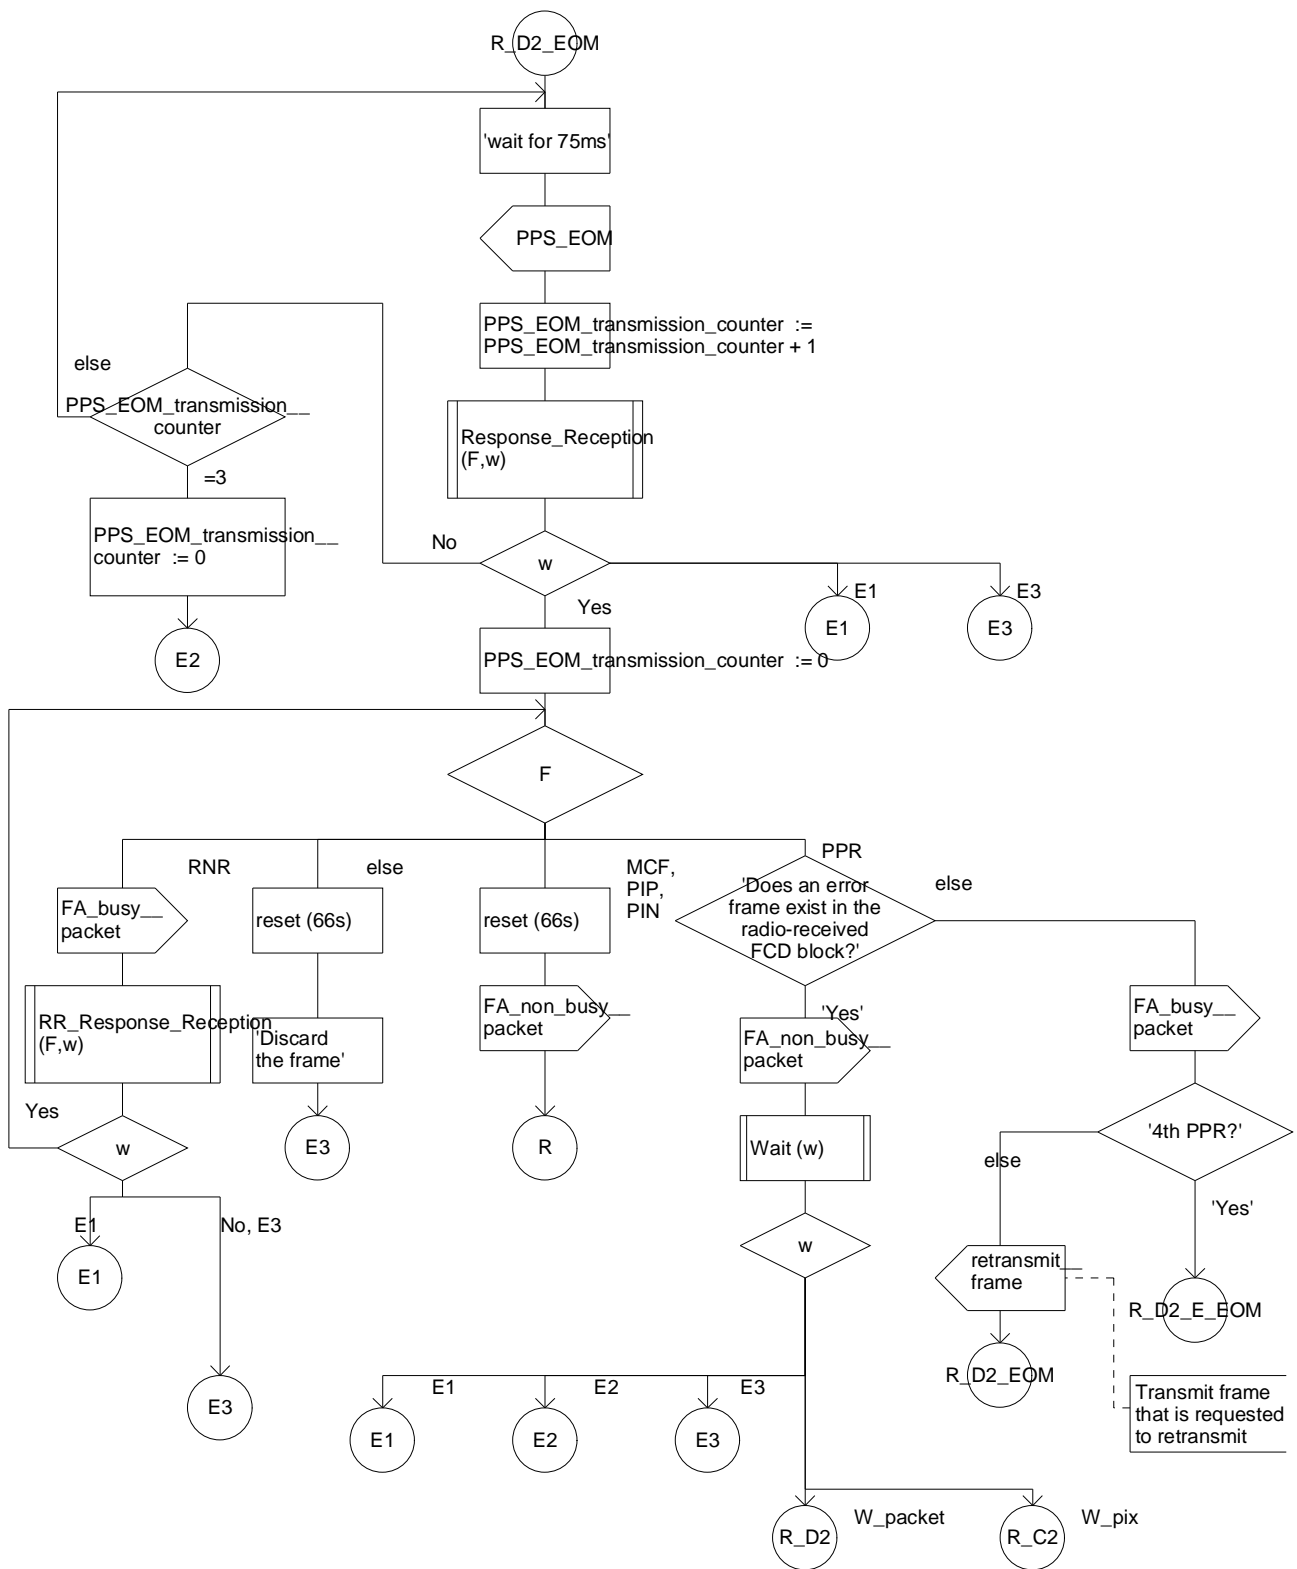 R_D2_EOM
'wait for 75ms'
PPS_EOM
PPS_EOM_transmission_counter :=
PPS_EOM_transmission_counter + 1
else
PPS_EOM_transmission__
counter
=3
Response_Reception
(F,w)
PPS_EOM_transmission__
counter := 0
No
w
E1
E3
Yes
E1
E3
E2
PPS_EOM_transmission_counter := 0
F
RNR
else
MCF,
PIP,
PIN
PPR
'Does an error
frame exist in the
radio-received
FCD block?'
else
FA_busy__
packet
reset (66s)
reset (66s)
RR_Response_Reception
(F,w)
'Discard
the frame'
FA_non_busy__
packet
'Yes'
FA_non_busy__
packet
FA_busy__
packet
Yes
w
E3
R
Wait (w)
'4th PPR?'
else
'Yes'
E1
No, E3
w
E1
retransmit__
frame
R_D2_E_EOM
R_D2_EOM
E1
E2
E3
E3
Transmit frame
that is requested
to retransmit
E1
E2
E3
W_packet
W_pix
R_D2
R_C2